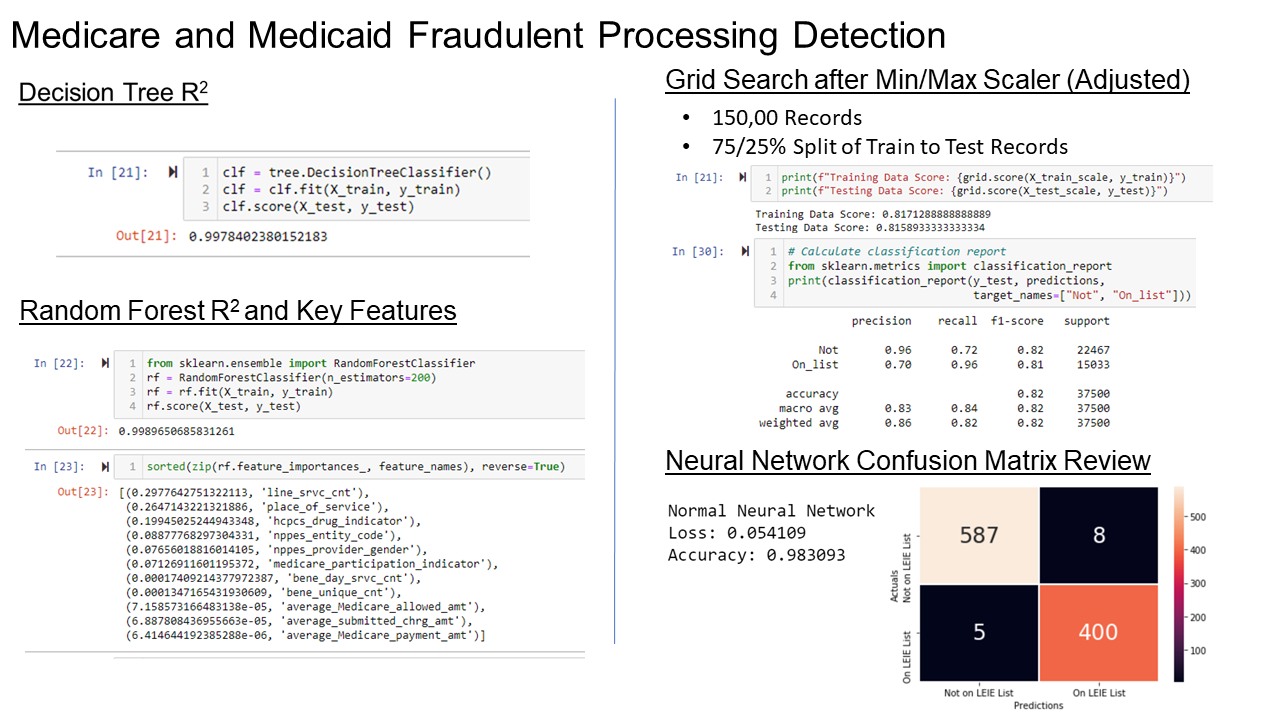 Medicare and Medicaid Fraudulent Processing Detection
Decision Tree R²
In [21]:
1 clf = tree.DecisionTreeClassifier()
2 clf = clf.fit(X_train, y_train)
3 clf.score(X_test, y_test)
Out[21]: 0.9978402380152183
Random Forest R² and Key Features
In [22]:
1 from sklearn.ensemble import RandomForestClassifier
2 rf = RandomForestClassifier(n_estimators=200)
3 rf = rf.fit(X_train, y_train)
4 rf.score(X_test, y_test)
Out[22]: 0.9989650685831261
In [23]:
1 sorted(zip(rf.feature_importances_, feature_names), reverse=True)
Out[23]: [(0.2977642751322113, 'line_srvc_cnt'),
(0.2647143221321886, 'place_of_service'),
(0.19945025244943348, 'hcpcs_drug_indicator'),
(0.08877768297304331, 'nppes_entity_code'),
(0.07656018816014105, 'nppes_provider_gender'),
(0.07126911601195372, 'medicare_participation_indicator'),
(0.00017409214377972387, 'bene_day_srvc_cnt'),
(0.0001347165431930609, 'bene_unique_cnt'),
(7.158573166483138e-05, 'average_Medicare_allowed_amt'),
(6.887808436955663e-05, 'average_submitted_chrg_amt'),
(6.414644192385288e-06, 'average_Medicare_payment_amt')]
Grid Search after Min/Max Scaler (Adjusted)
• 150,00 Records
• 75/25% Split of Train to Test Records
In [21]:
1 print(f"Training Data Score: {grid.score(X_train_scale, y_train)}")
2 print(f"Testing Data Score: {grid.score(X_test_scale, y_test)}")
Training Data Score: 0.8171288888888889
Testing Data Score: 0.8158933333333334
In [30]:
1 # Calculate classification report
2 from sklearn.metrics import classification_report
3 print(classification_report(y_test, predictions,
4 target_names=["Not", "On_list"]))
precision recall f1-score support
Not 0.96 0.72 0.82 22467
On_list 0.70 0.96 0.81 15033
accuracy 0.82 37500
macro avg 0.83 0.84 0.82 37500
weighted avg 0.86 0.82 0.82 37500
Neural Network Confusion Matrix Review
Normal Neural Network
Loss: 0.054109
Accuracy: 0.983093
Actuals
Not on LEIE List
On LEIE List
587 8
5 400
Not on LEIE List On LEIE List
Predictions
500
400
300
200
100